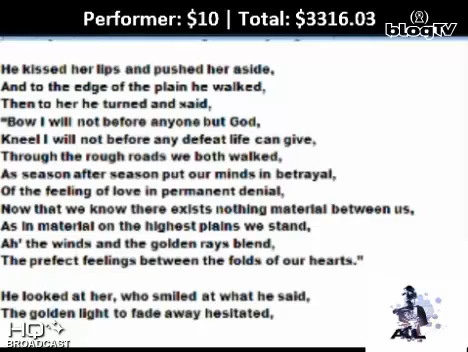 Performer: $10 | Total: $3316.03
blogTV
He kissed her lips and pushed her aside,
And to the edge of the plain he walked,
Then to her he turned and said,
"Bow I will not before anyone but God,
Kneel I will not before any defeat life can give,
Through the rough roads we both walked,
As season after season put our minds in betrayal,
Of the feeling of love in permanent denial,
Now that we know there exists nothing material between us,
As in material on the highest plains we stand,
Ah' the winds and the golden rays blend,
The prefect feelings between the folds of our hearts."
He looked at her, who smiled at what he said,
The golden light to fade away hesitated,
HQ
BROADCAST